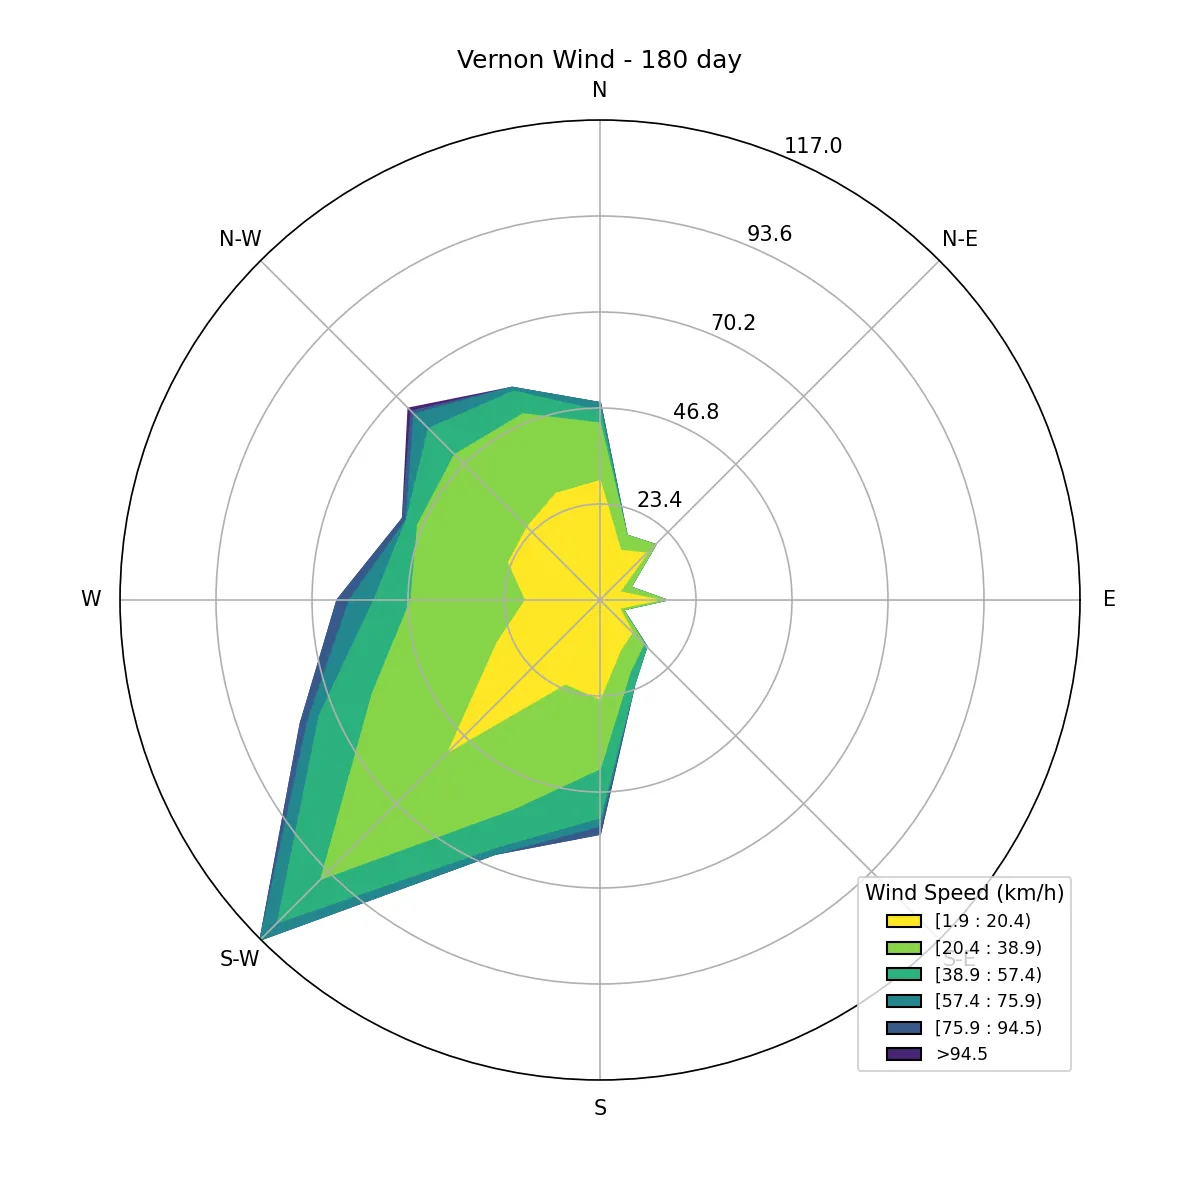 Vernon Wind - 180 day
N
117.0
93.6
N-W
N-E
70.2
46.8
23.4
W
E
Wind Speed (km/h)
[1.9 : 20.4)
[20.4 : 38.9)
S-W
S-E
[38.9 : 57.4)
[57.4 : 75.9)
[75.9 : 94.5)
>94.5
S